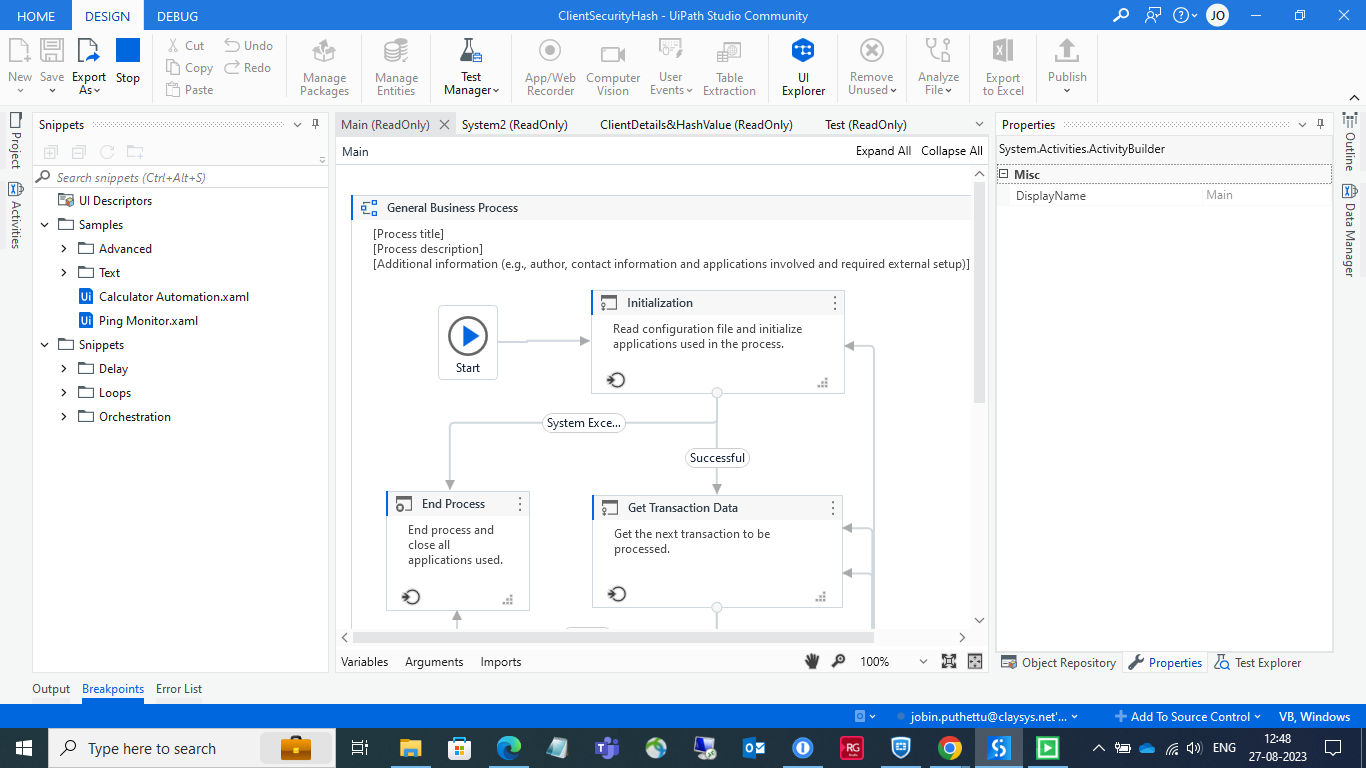 HOME
DESIGN
DEBUG
ClientSecurityHash - UiPath Studio Community
JO
New
Save
Export As
Stop
Cut
Copy
Paste
Undo
Redo
Manage Packages
Manage Entities
Test Manager
App/Web Recorder
Computer Vision
User Events
Table Extraction
UI Explorer
Remove Unused
Analyze File
Export to Excel
Publish
Project
Activities
Snippets
Search snippets (Ctrl+Alt+S)
UI Descriptors
Samples
Advanced
Text
Ui Calculator Automation.xaml
Ui Ping Monitor.xaml
Snippets
Delay
Loops
Orchestration
Main (ReadOnly)
System2 (ReadOnly)
ClientDetails&HashValue (ReadOnly)
Test (ReadOnly)
Main
Expand All
Collapse All
General Business Process
[Process title]
[Process description]
[Additional information (e.g., author, contact information and applications involved and required external setup)]
Start
Initialization
Read configuration file and initialize
applications used in the process.
System Exce...
Successful
End Process
End process and
close all
applications used.
Get Transaction Data
Get the next transaction to be
processed.
Variables
Arguments
Imports
100%
Properties
System.Activities.ActivityBuilder
Misc
DisplayName
Main
Outline
Data Manager
Object Repository
Properties
Test Explorer
Output
Breakpoints
Error List
jobin.puthettu@claysys.net'...
Add To Source Control
VB, Windows
Type here to search
RG
ENG
12:48
27-08-2023